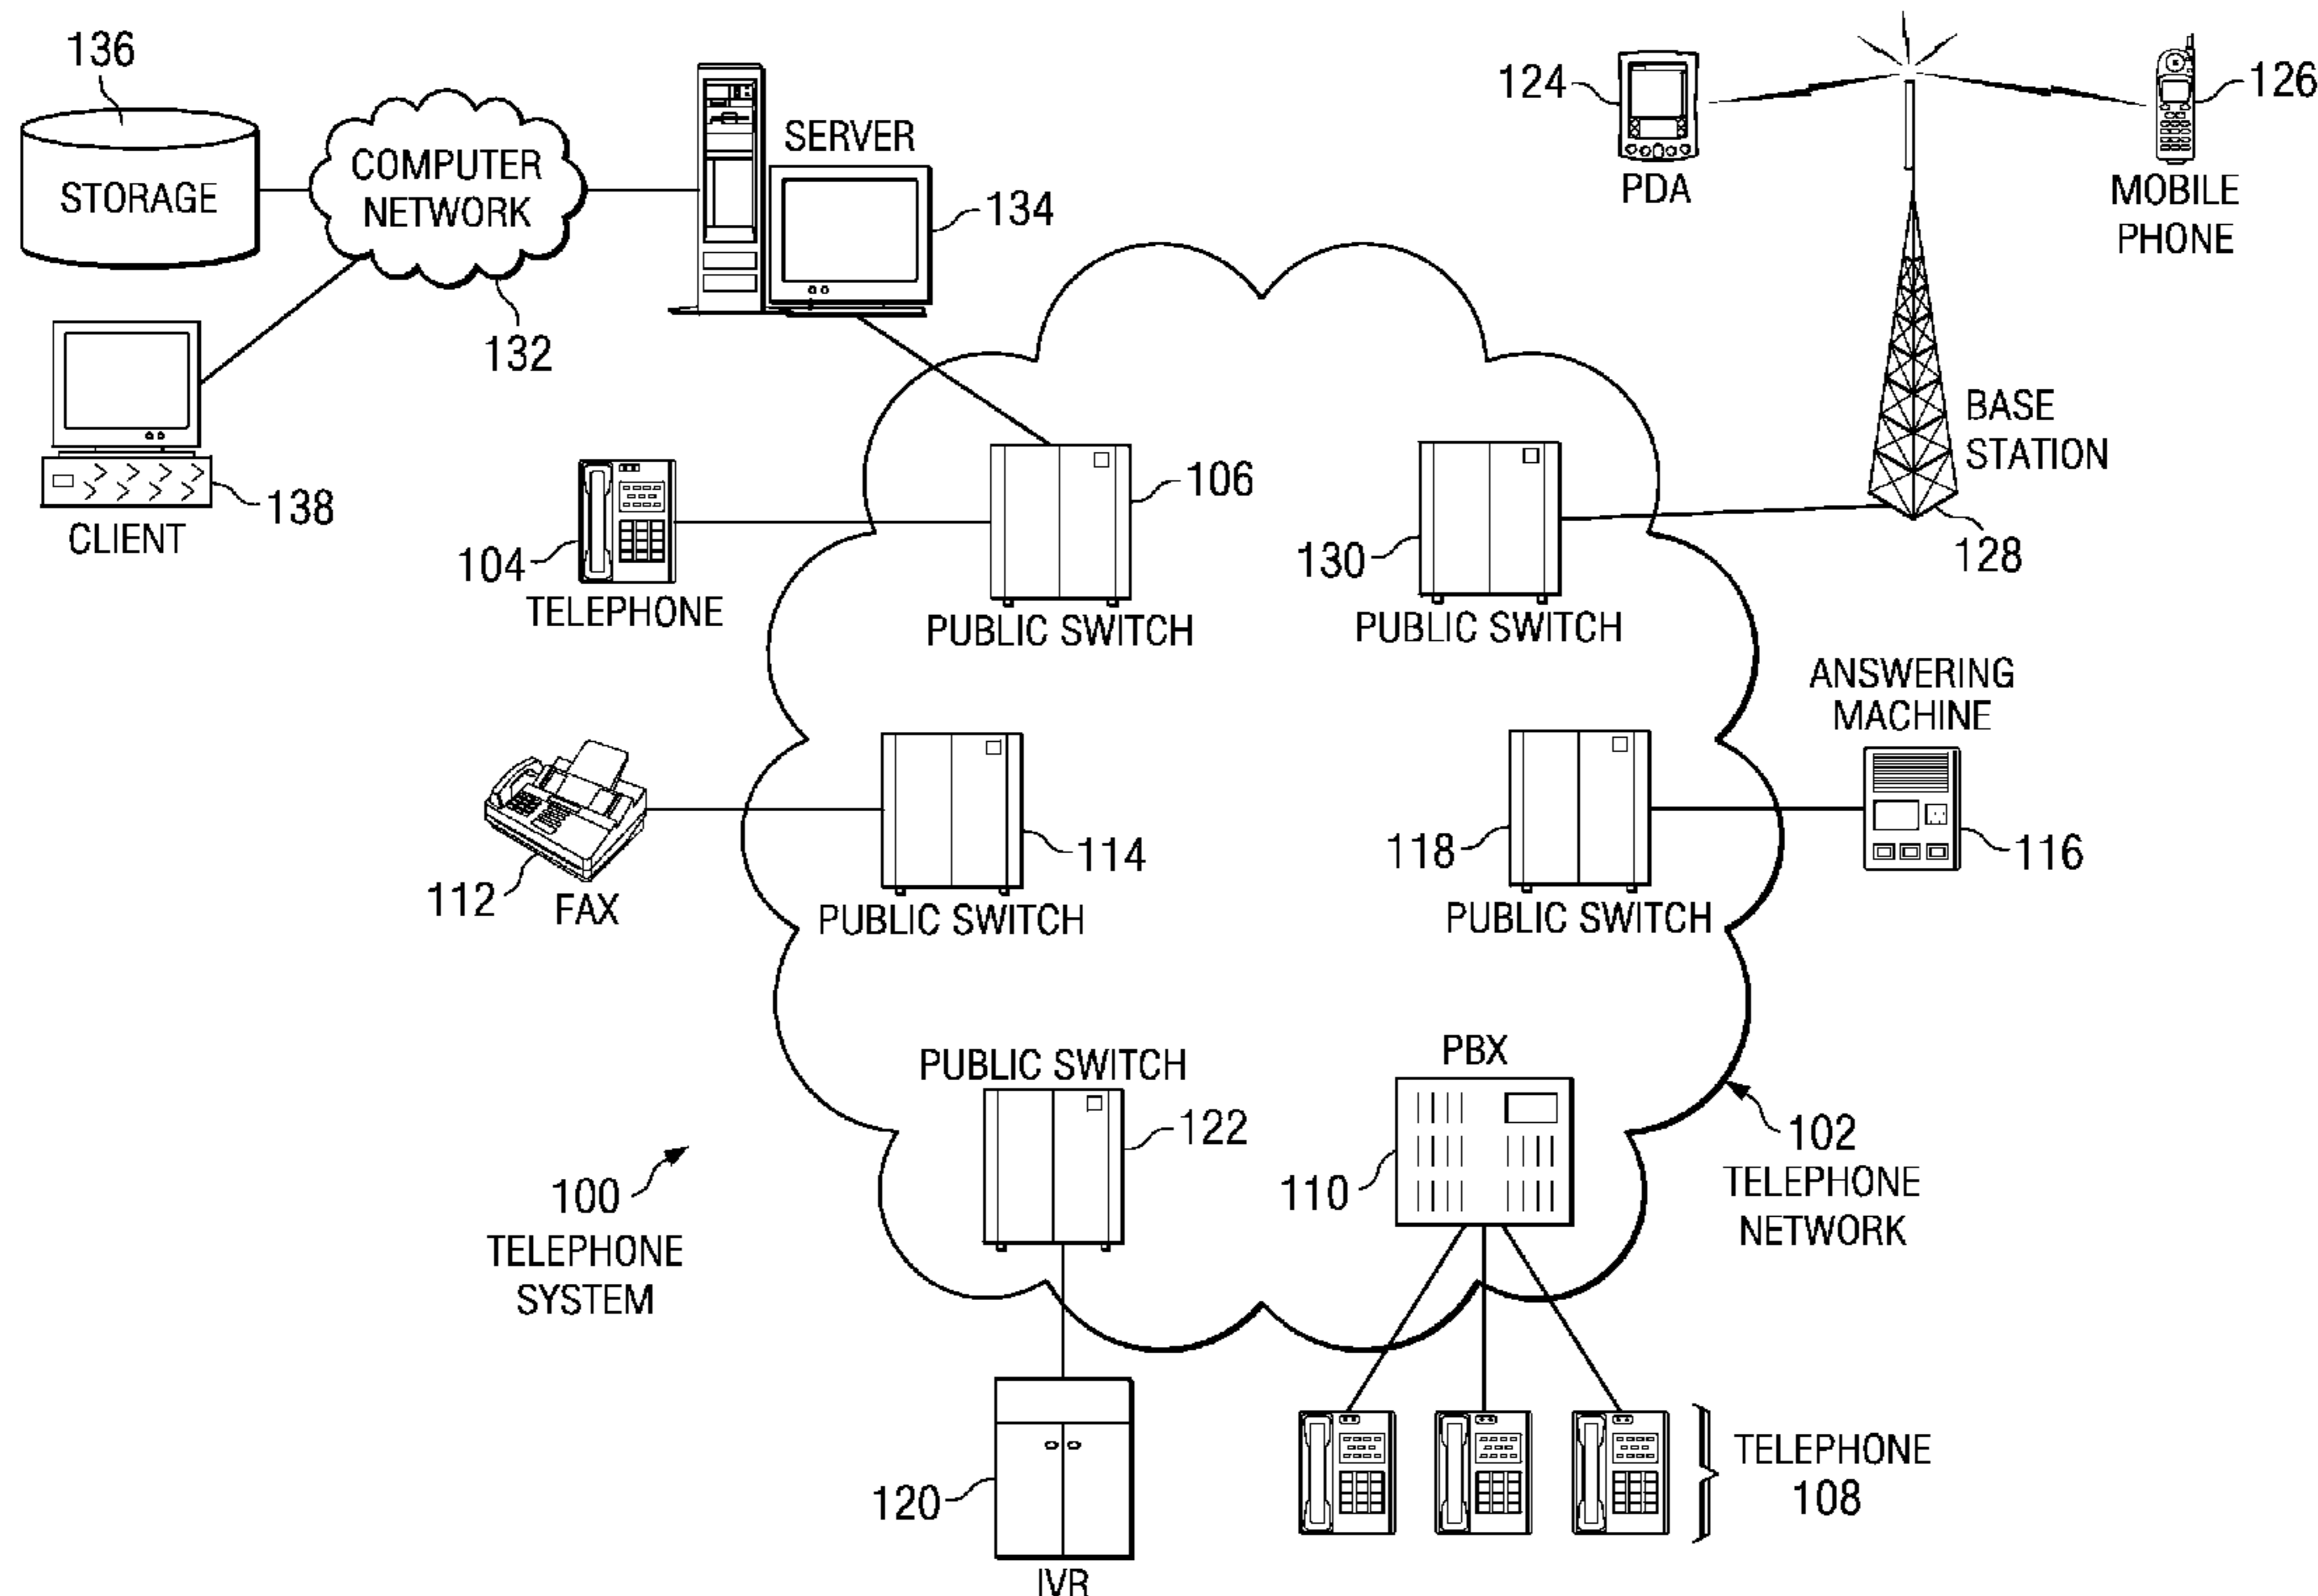 136
STORAGE
COMPUTER
NETWORK
132
SERVER
134
138
CLIENT
124
PDA
126
MOBILE
PHONE
BASE
STATION
128
104
TELEPHONE
106
PUBLIC SWITCH
130
PUBLIC SWITCH
112
FAX
114
PUBLIC SWITCH
118
PUBLIC SWITCH
ANSWERING
MACHINE
116
PUBLIC SWITCH
122
PBX
110
102
TELEPHONE
NETWORK
100
TELEPHONE
SYSTEM
120
IVR
TELEPHONE
108